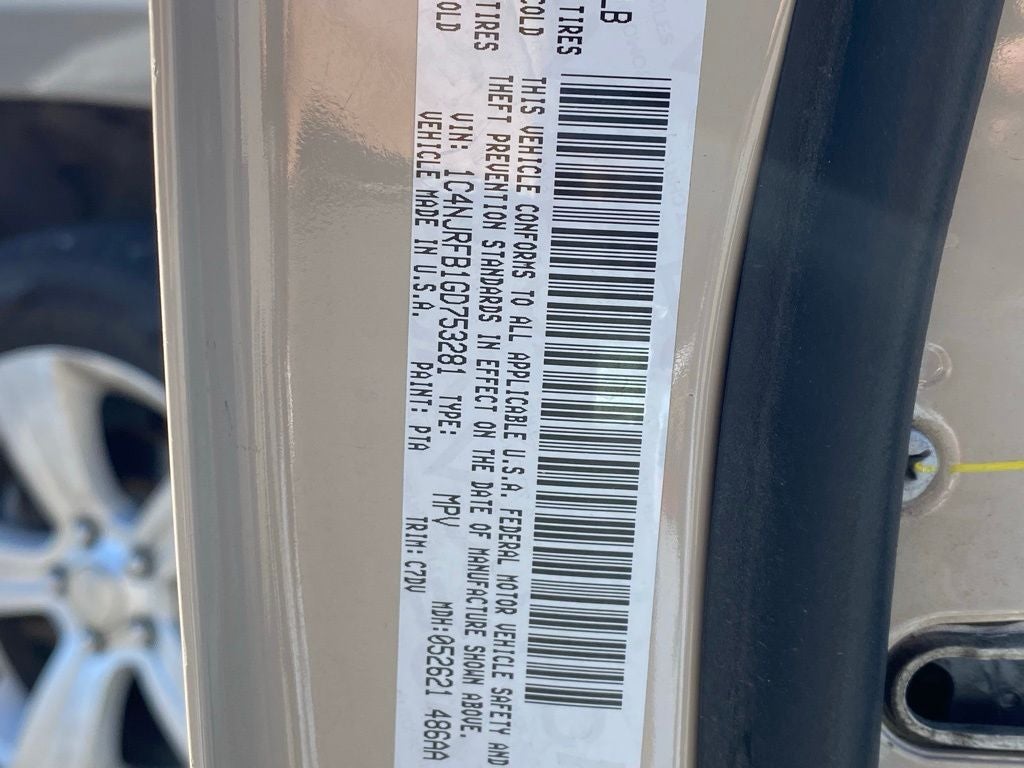 LB
COLD TIRES
OLD TIRES
THIS VEHICLE CONFORMS TO ALL APPLICABLE U.S.A. FEDERAL MOTOR VEHICLE SAFETY AND
THEFT PREVENTION STANDARDS IN EFFECT ON THE DATE OF MANUFACTURE SHOWN ABOVE.
VIN: 1C4NJRFB1GD753281 TYPE: MPV MDH:052621 486AA
VEHICLE MADE IN U.S.A. PAINT: PTA TRIM: C7DV